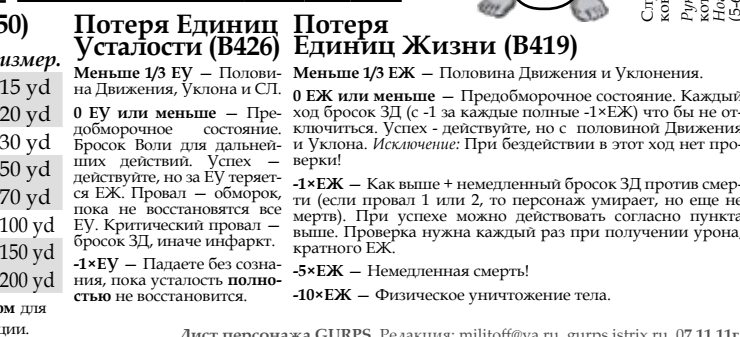 50)
измер.
15 yd
20 yd
30 yd
50 yd
70 yd
100 yd
150 yd
200 yd
ом для
ции.
Потеря Единиц
Усталости (B426)
Меньше 1/3 ЕУ — Полови-
на Движения, Уклона и СЛ.
0 ЕУ или меньше — Пре-
добморочное состояние.
Бросок Воли для дальней-
ших действий. Успех —
действуйте, но за ЕУ теряет-
ся ЕЖ. Провал — обморок,
пока не восстановятся все
ЕУ. Критический провал —
бросок ЗД, иначе инфаркт.
-1×ЕУ — Падаете без созна-
ния, пока усталость полно-
стью не восстановится.
Потеря
Единиц Жизни (B419)
Меньше 1/3 ЕЖ — Половина Движения и Уклонения.
0 ЕЖ или меньше — Предобморочное состояние. Каждый
ход бросок ЗД (с -1 за каждые полные -1×ЕЖ) что бы не от-
ключиться. Успех - действуйте, но с половиной Движения
и Уклона. Исключение: При бездействии в этот ход нет про-
верки!
-1×ЕЖ — Как выше + немедленный бросок ЗД против смер-
ти (если провал 1 или 2, то персонаж умирает, но еще не
мертв). При успехе можно действовать согласно пункта
выше. Проверка нужна каждый раз при получении урона,
кратного ЕЖ.
-5×ЕЖ — Немедленная смерть!
-10×ЕЖ — Физическое уничтожение тела.
Лист персонажа GURPS. Редакция: militoff@ya.ru, gurps.istrix.ru, 07.11.11г.